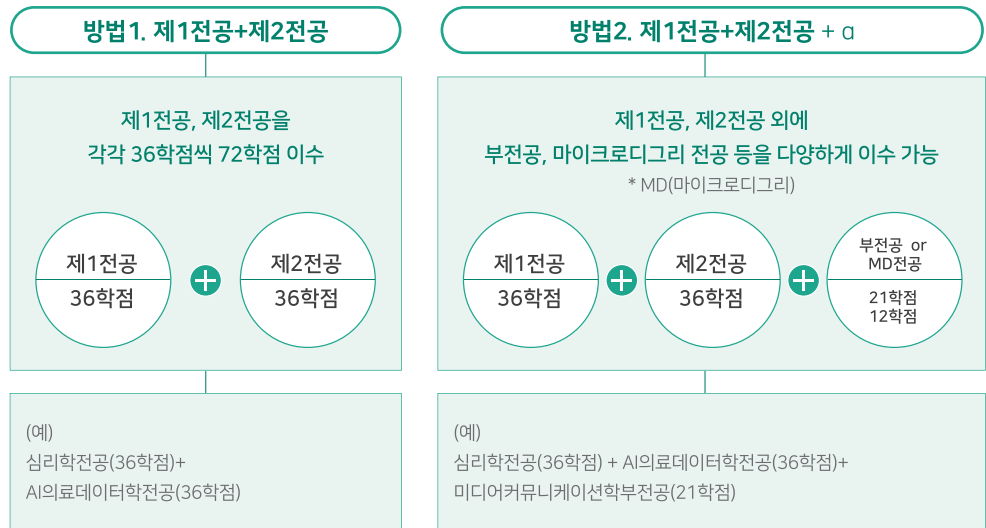 방법1. 제1전공+제2전공
제1전공, 제2전공을
각각 36학점씩 72학점 이수
제1전공
36학점
+
제2전공
36학점
(예)
심리학전공(36학점)+
AI의료데이터학전공(36학점)
방법2. 제1전공+제2전공 + α
제1전공, 제2전공 외에
부전공, 마이크로디그리 전공 등을 다양하게 이수 가능
* MD(마이크로디그리)
제1전공
36학점
+
제2전공
36학점
+
부전공 or
MD전공
21학점
12학점
(예)
심리학전공(36학점) + AI의료데이터학전공(36학점)+
미디어커뮤니케이션학부전공(21학점)